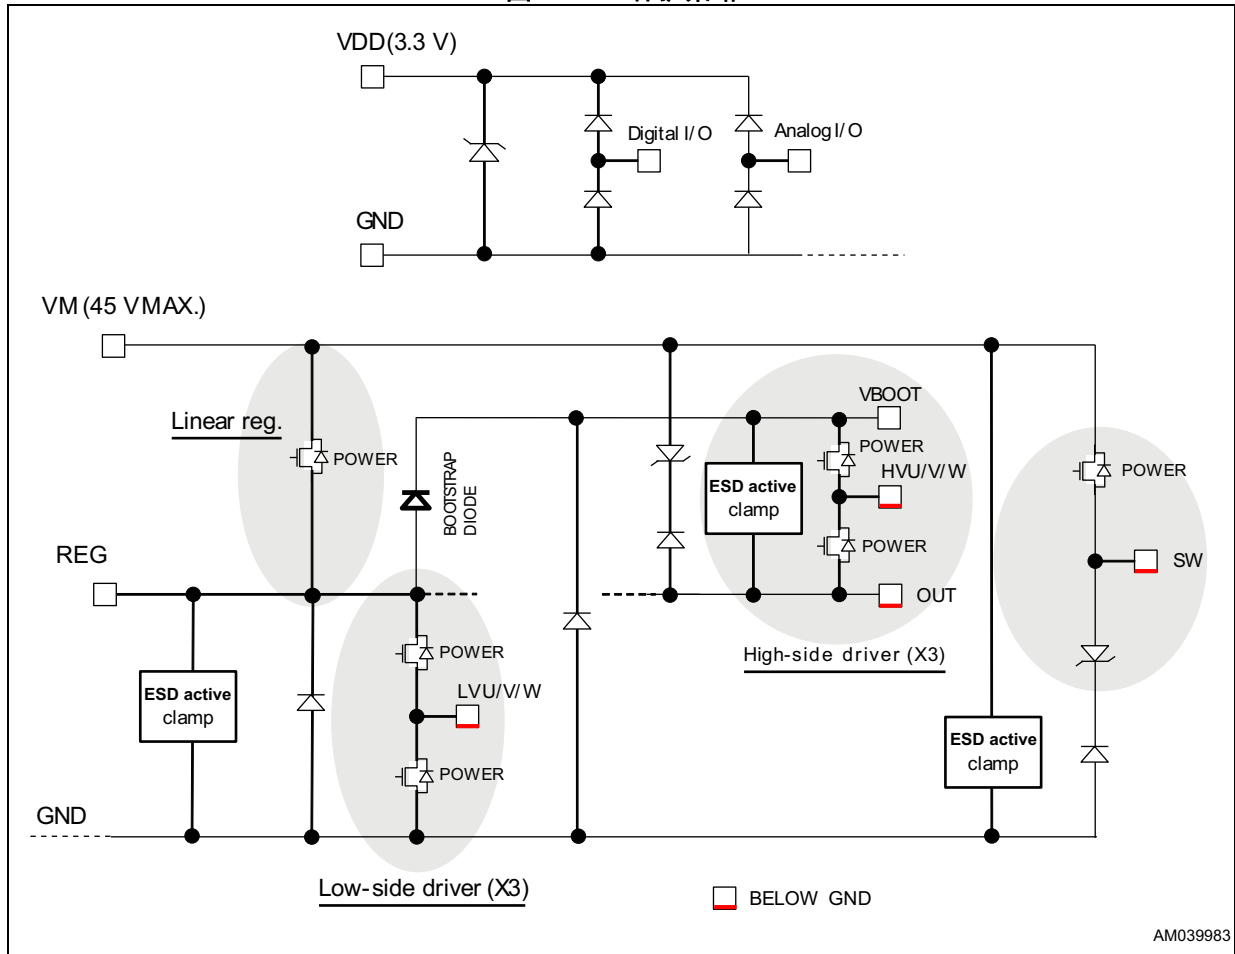 VDD(3.3 V)
Digital I/O
Analog I/O
GND
VM (45 VMAX.)
Linear reg.
POWER
BOOTSTRAP
DIODE
VBOOT
POWER
HVU/V/W
ESD active
clamp
POWER
OUT
High-side driver (X3)
POWER
SW
REG
POWER
LVU/V/W
ESD active
clamp
POWER
ESD active
clamp
GND
Low-side driver (X3)
BELOW GND
AM039983